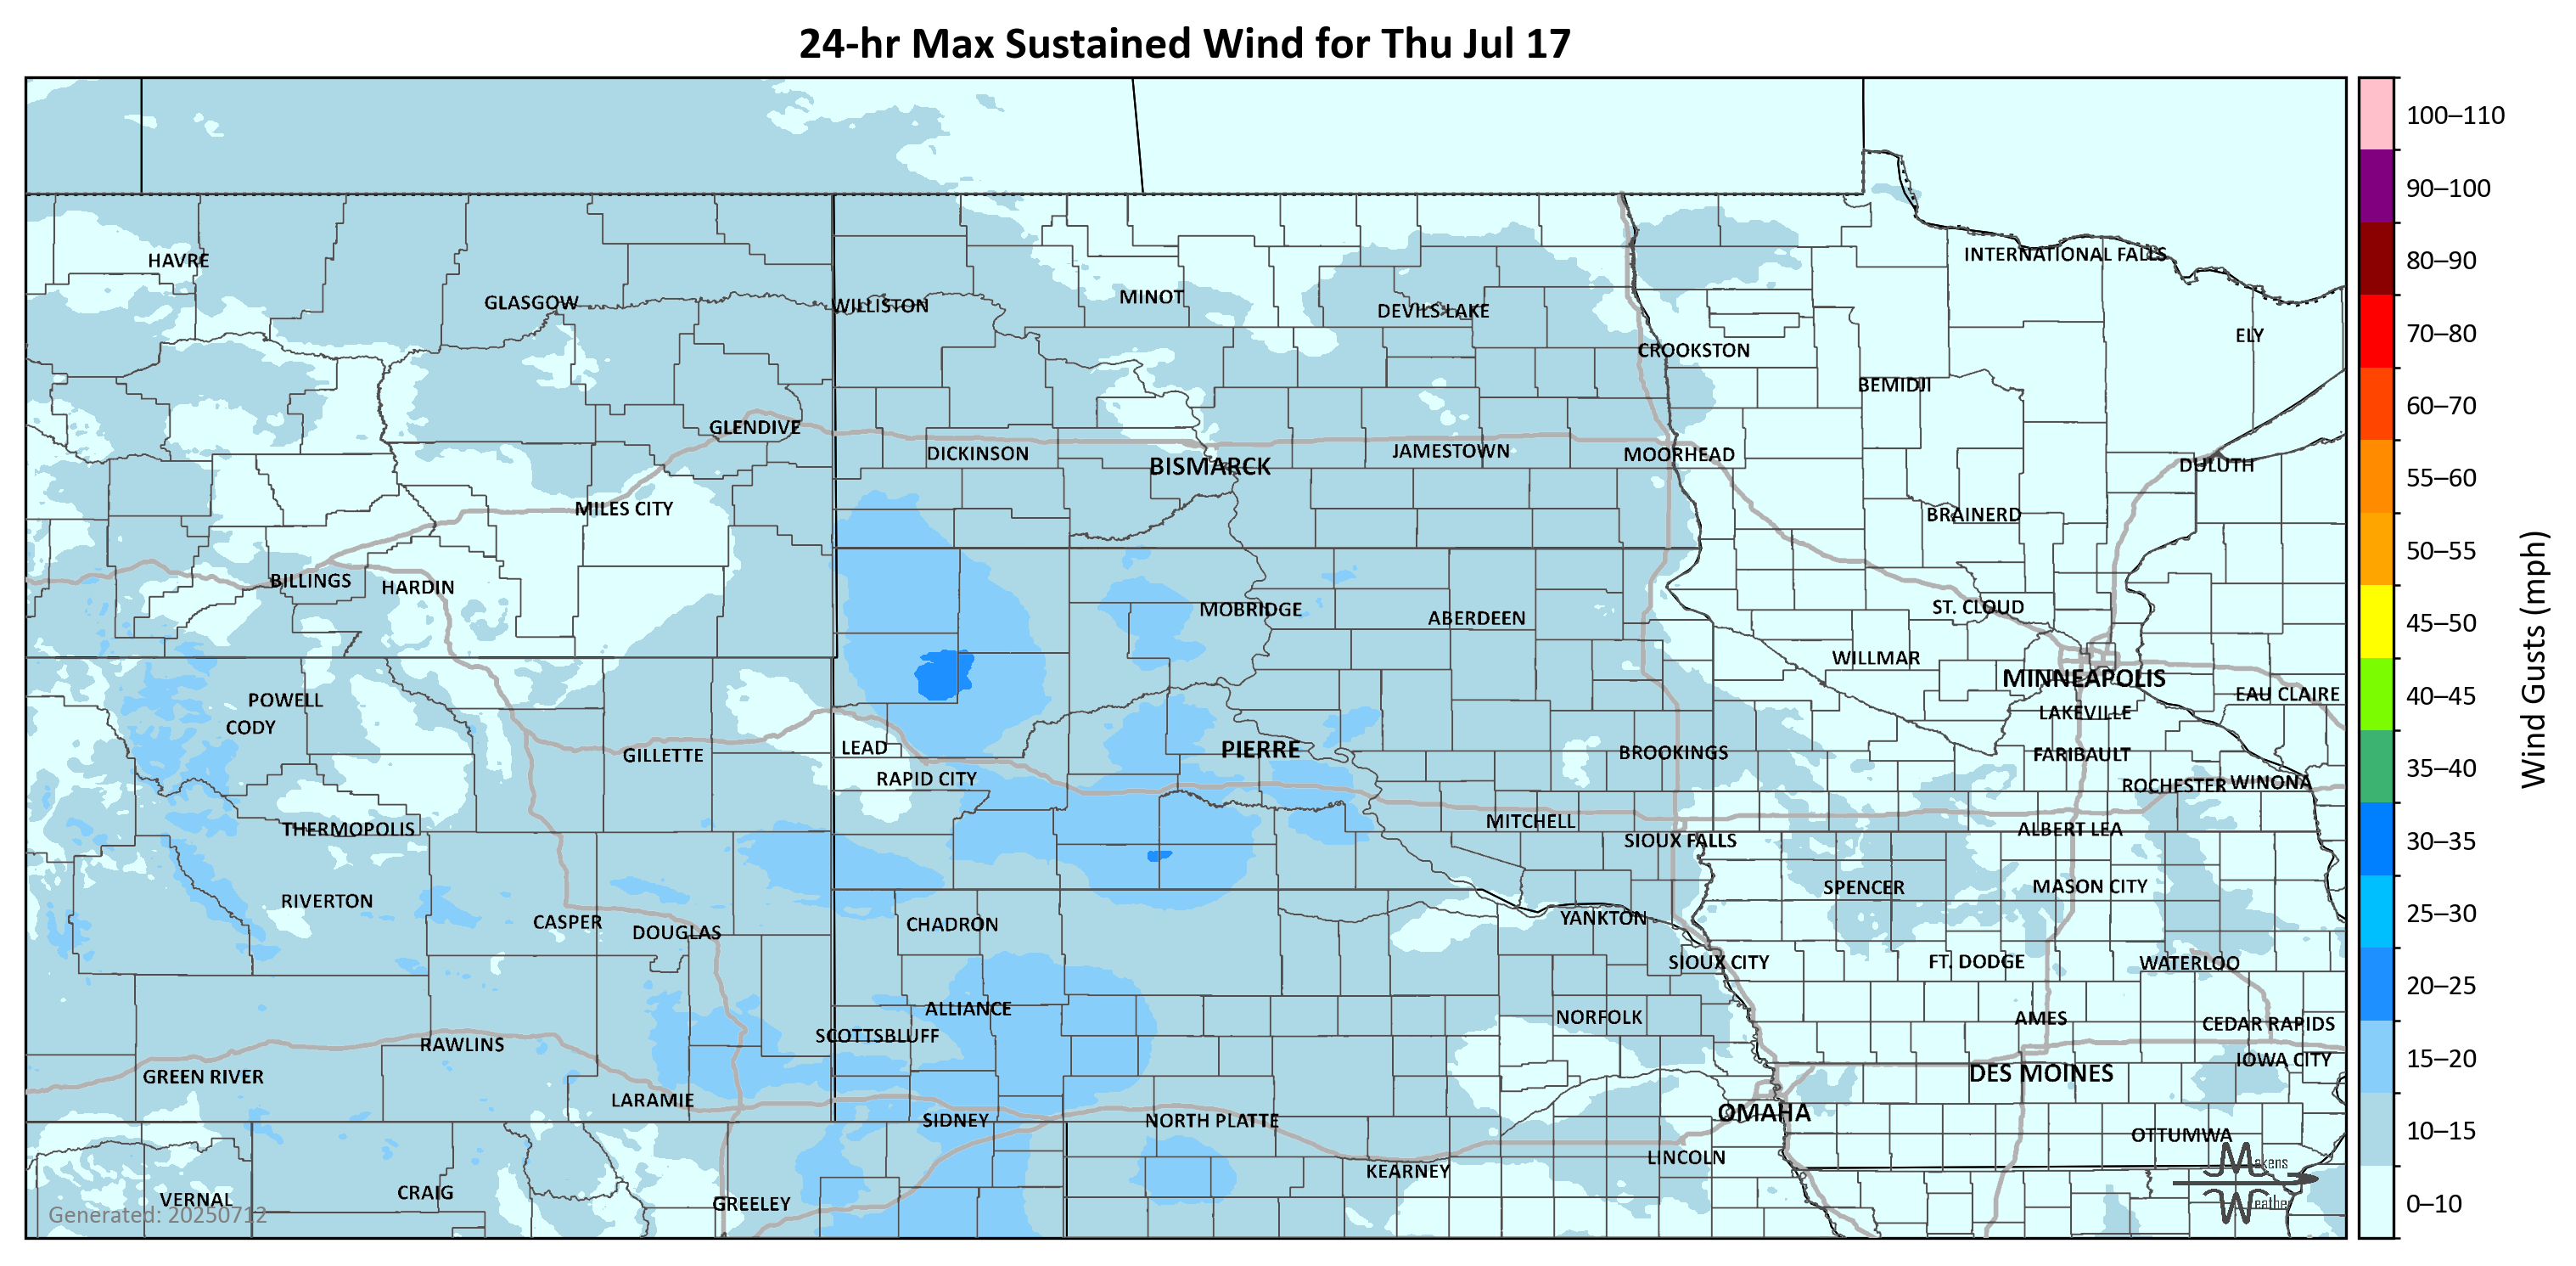 24-hr Max Sustained Wind for Thu Jul 17
100–110
90–100
80–90
70–80
60–70
55–60
50–55
45–50
40–45
35–40
30–35
25–30
20–25
15–20
10–15
0–10
Wind Gusts (mph)
HAVRE
INTERNATIONAL FALLS
GLASGOW
WILLISTON
MINOT
DEVILS LAKE
ELY
CROOKSTON
BEMIDJI
GLENDIVE
DICKINSON
BISMARCK
JAMESTOWN
MOORHEAD
DULUTH
MILES CITY
BRAINERD
BILLINGS
HARDIN
MOBRIDGE
ABERDEEN
ST. CLOUD
WILLMAR
MINNEAPOLIS
EAU CLAIRE
POWELL
CODY
LAKEVILLE
GILLETTE
LEAD
PIERRE
BROOKINGS
FARIBAULT
RAPID CITY
ROCHESTER
WINONA
THERMOPOLIS
MITCHELL
ALBERT LEA
SIOUX FALLS
SPENCER
MASON CITY
RIVERTON
CASPER
DOUGLAS
CHADRON
YANKTON
SIOUX CITY
FT. DODGE
WATERLOO
ALLIANCE
SCOTTSBLUFF
NORFOLK
AMES
CEDAR RAPIDS
RAWLINS
IOWA CITY
GREEN RIVER
DES MOINES
LARAMIE
SIDNEY
NORTH PLATTE
OMAHA
OTTUMWA
LINCOLN
KEARNEY
VERNAL
CRAIG
GREELEY
Makens
Weather
Generated: 20250712